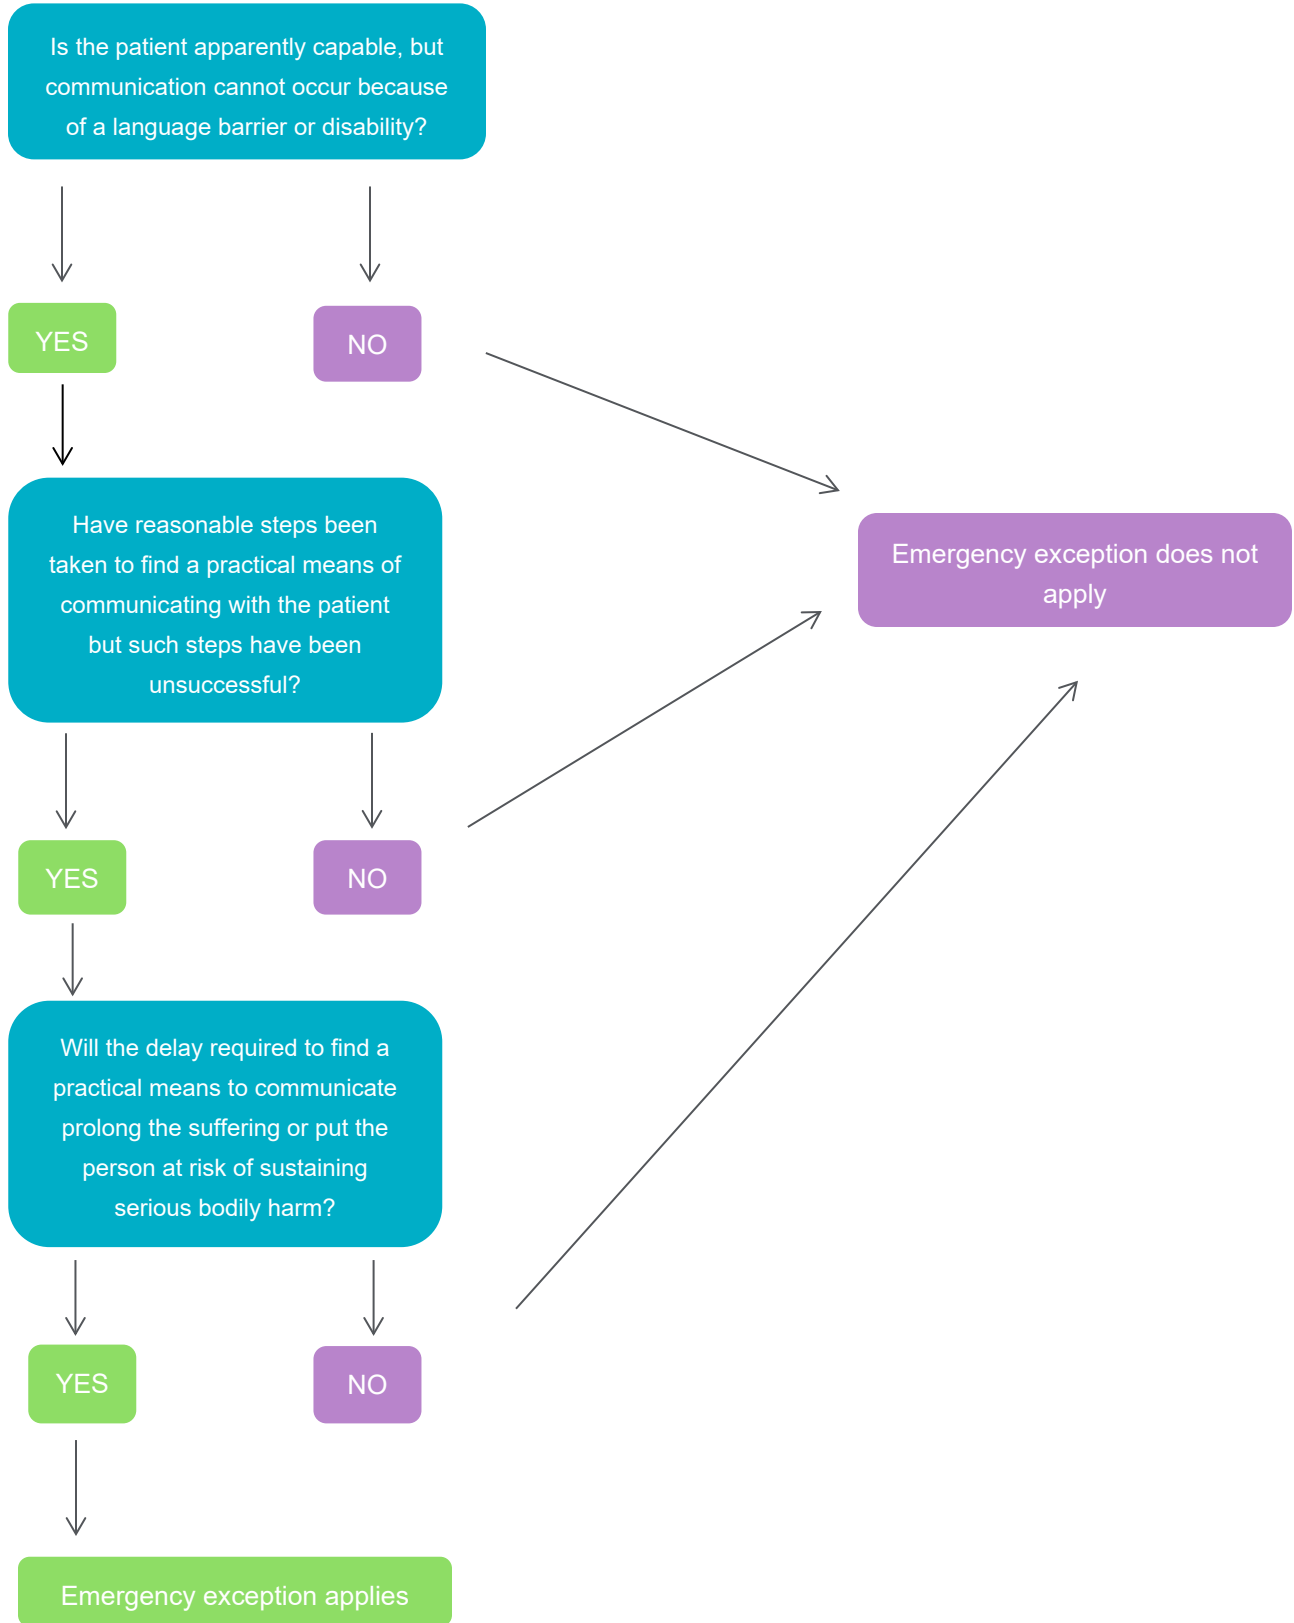 Is the patient apparently capable, but
communication cannot occur because
of a language barrier or disability?
YES
NO
Have reasonable steps been
taken to find a practical means of
communicating with the patient
but such steps have been
unsuccessful?
Emergency exception does not
apply
YES
NO
Will the delay required to find a
practical means to communicate
prolong the suffering or put the
person at risk of sustaining
serious bodily harm?
YES
NO
Emergency exception applies